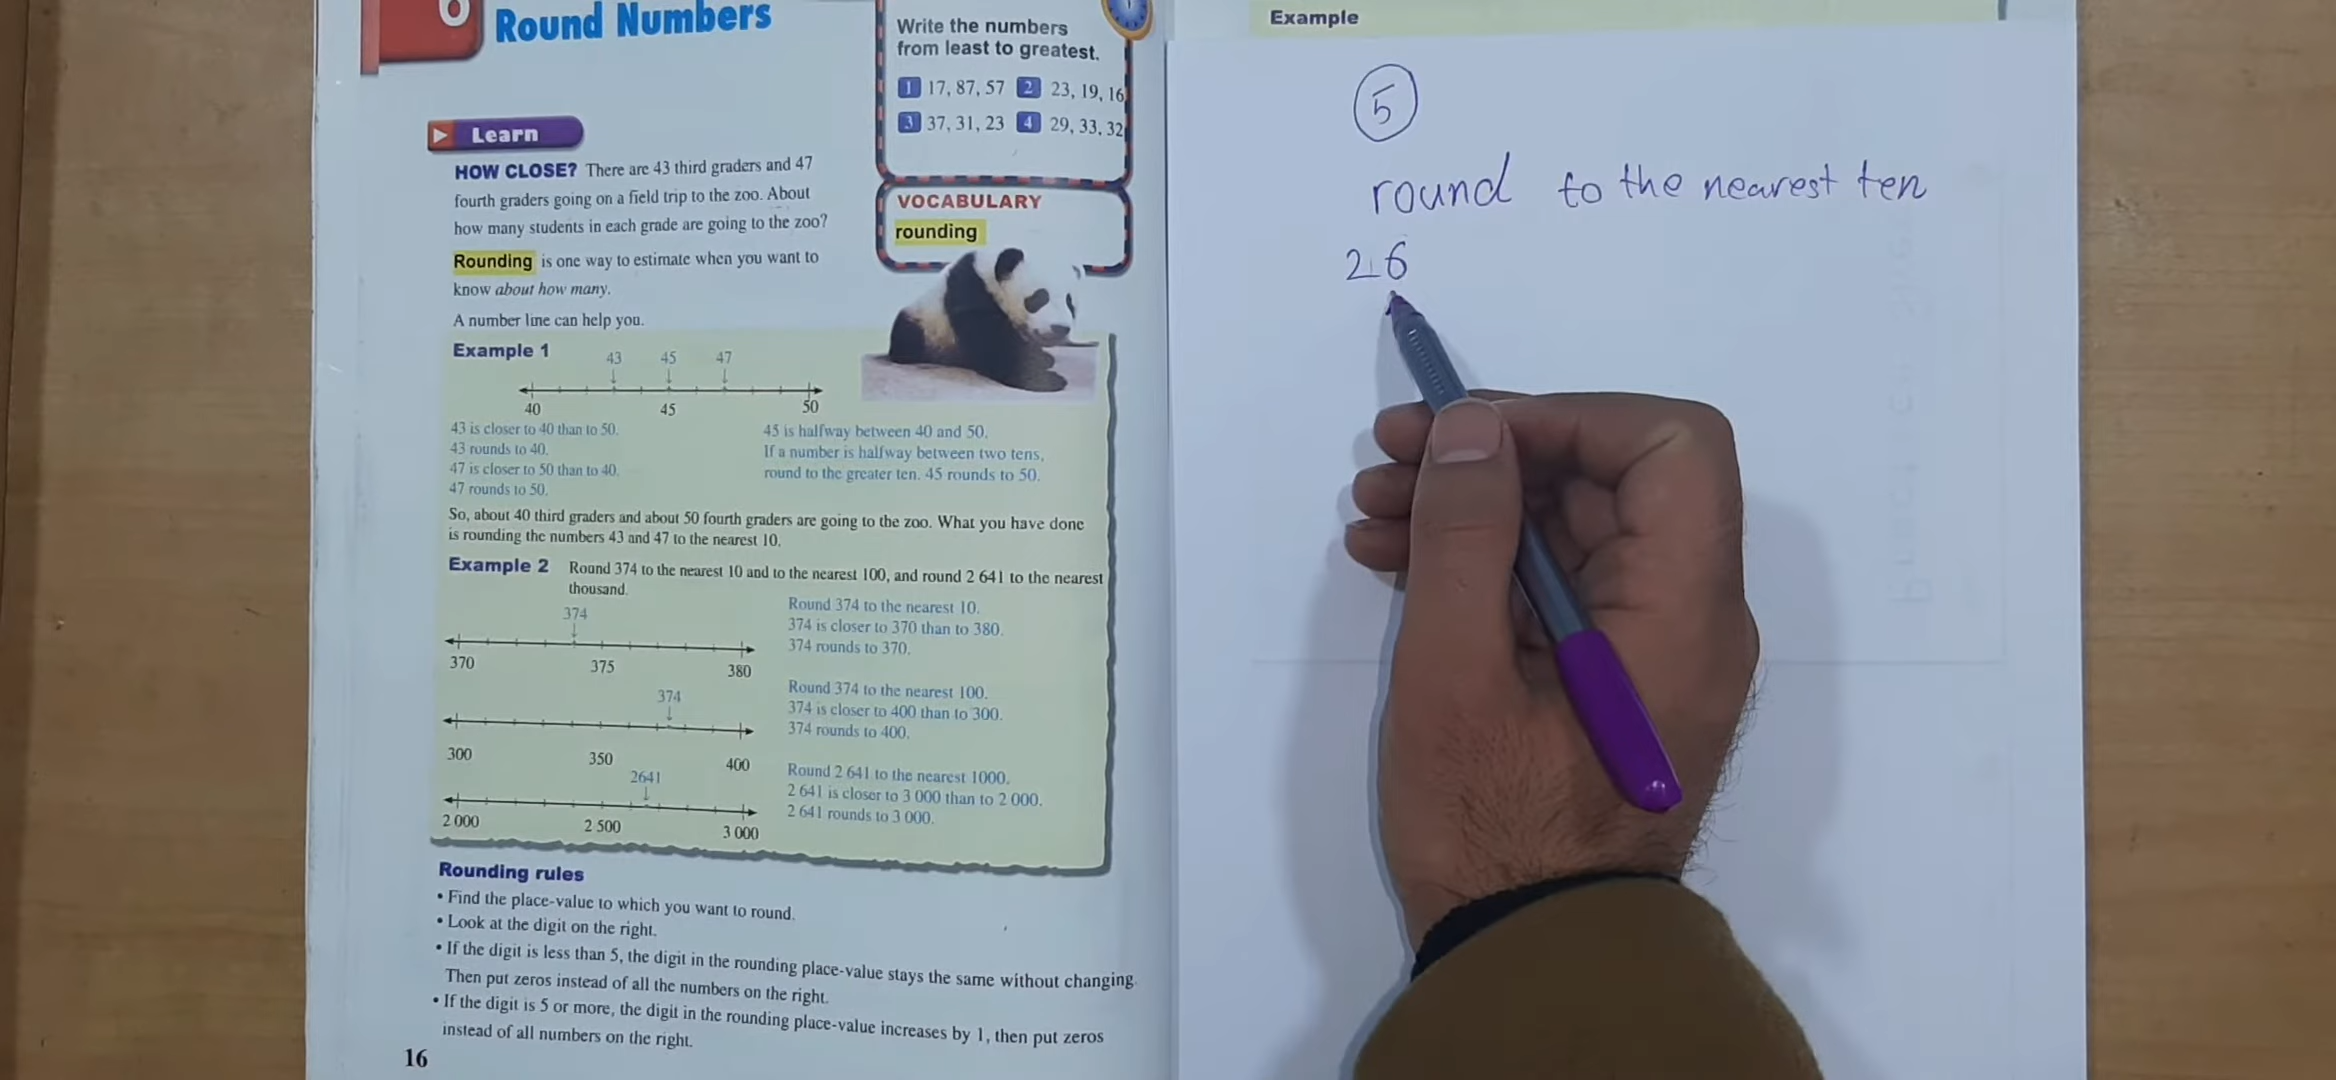 Round Numbers
Write the numbers
from least to greatest.
1 17, 87, 57 2 23, 19, 16
3 37, 31, 23 4 29, 33, 32
Learn
HOW CLOSE? There are 43 third graders and 47
fourth graders going on a field trip to the zoo. About
how many students in each grade are going to the zoo?
Rounding is one way to estimate when you want to
know about how many.
A number line can help you.
VOCABULARY
rounding
Example 1
43 45 47
40 45 50
43 is closer to 40 than to 50.
43 rounds to 40.
47 is closer to 50 than to 40.
47 rounds to 50.
45 is halfway between 40 and 50.
If a number is halfway between two tens,
round to the greater ten. 45 rounds to 50.
So, about 40 third graders and about 50 fourth graders are going to the zoo. What you have done
is rounding the numbers 43 and 47 to the nearest 10.
Example 2 Round 374 to the nearest 10 and to the nearest 100, and round 2 641 to the nearest
thousand.
374
370 375 380
Round 374 to the nearest 10.
374 is closer to 370 than to 380.
374 rounds to 370.
374
300 350 400
Round 374 to the nearest 100.
374 is closer to 400 than to 300.
374 rounds to 400.
2641
2 000 2 500 3 000
Round 2 641 to the nearest 1000.
2 641 is closer to 3 000 than to 2 000.
2 641 rounds to 3 000.
Rounding rules
• Find the place-value to which you want to round.
• Look at the digit on the right.
• If the digit is less than 5, the digit in the rounding place-value stays the same without changing.
Then put zeros instead of all the numbers on the right.
• If the digit is 5 or more, the digit in the rounding place-value increases by 1, then put zeros
instead of all numbers on the right.
16
Example
5
round to the nearest ten
26